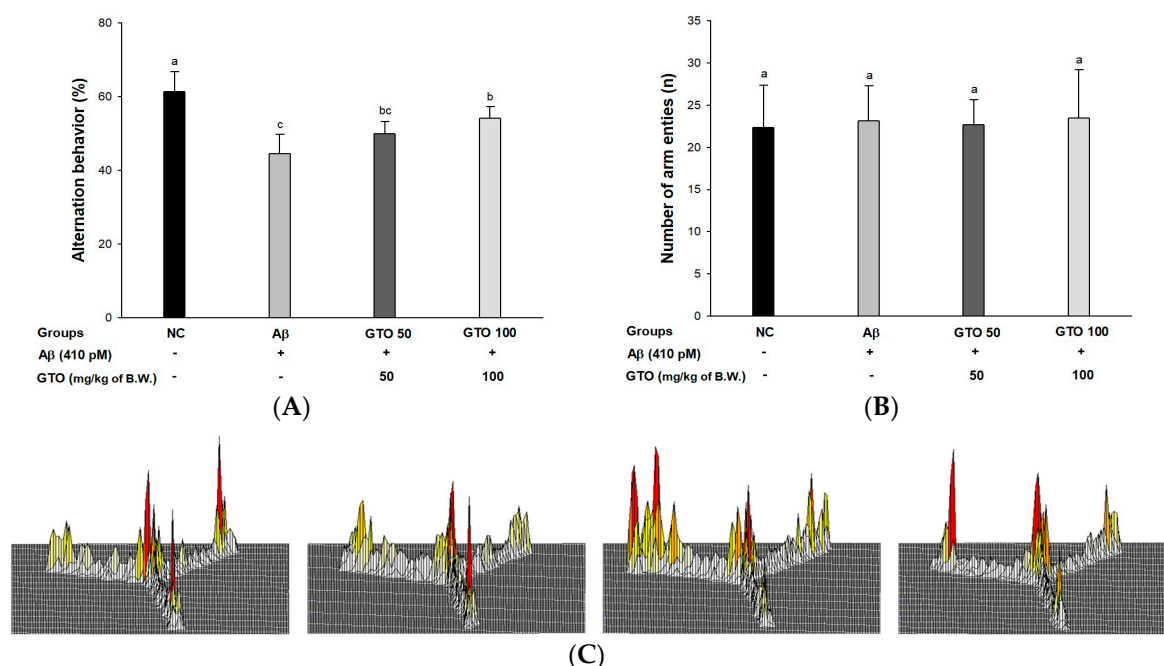 Alternation behavior (%)
80
60
40
20
0
a
c
bc
b
Groups NC Aβ GTO 50 GTO 100
Aβ (410 pM) - + + +
GTO (mg/kg of B.W.) - - 50 100
(A)
Number of arm enties (n)
35
30
25
20
15
10
5
0
a
a
a
a
Groups NC Aβ GTO 50 GTO 100
Aβ (410 pM) - + + +
GTO (mg/kg of B.W.) - - 50 100
(B)
(C)